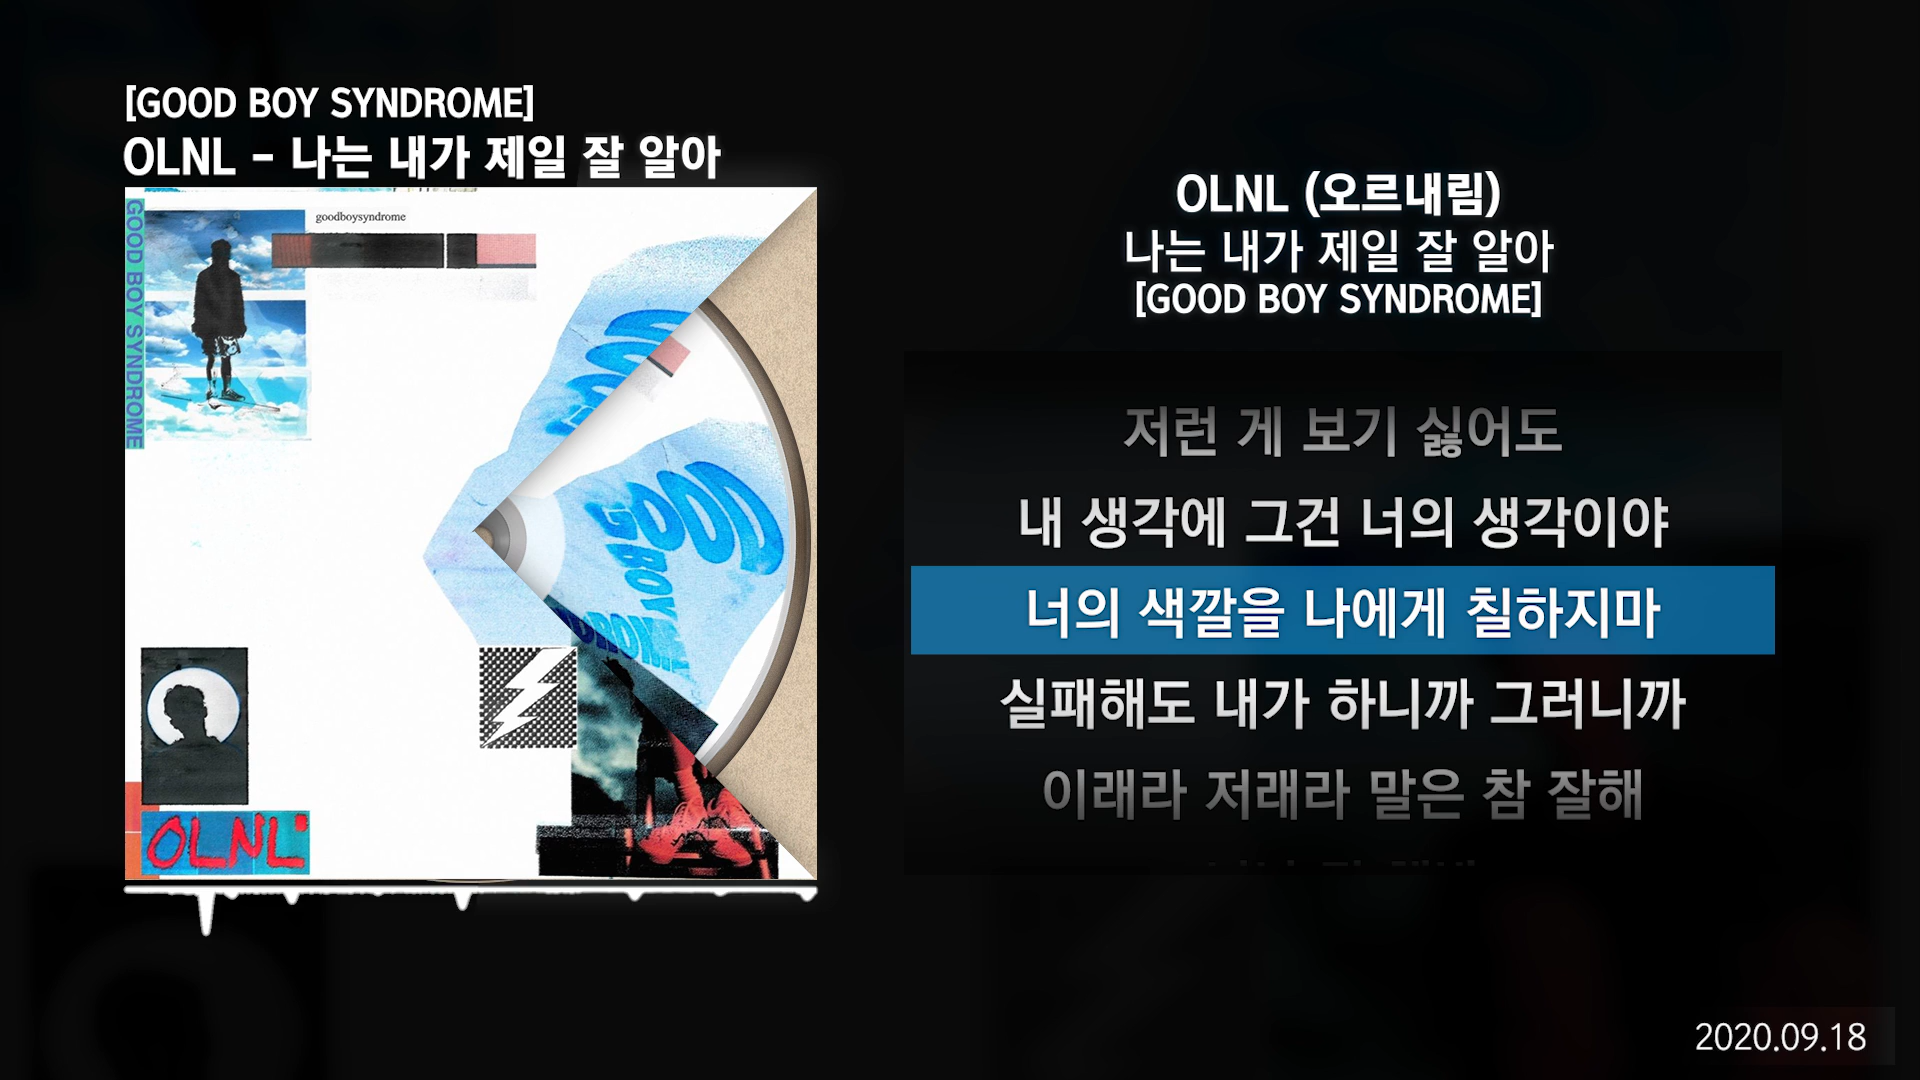 [GOOD BOY SYNDROME]
OLNL - 나는 내가 제일 잘 알아
GOOD BOY SYNDROME
goodboysyndrome
OLNL
OLNL (오르내림)
나는 내가 제일 잘 알아
[GOOD BOY SYNDROME]
저런 게 보기 싫어도
내 생각에 그건 너의 생각이야
너의 색깔을 나에게 칠하지마
실패해도 내가 하니까 그러니까
이래라 저래라 말은 참 잘해
2020.09.18